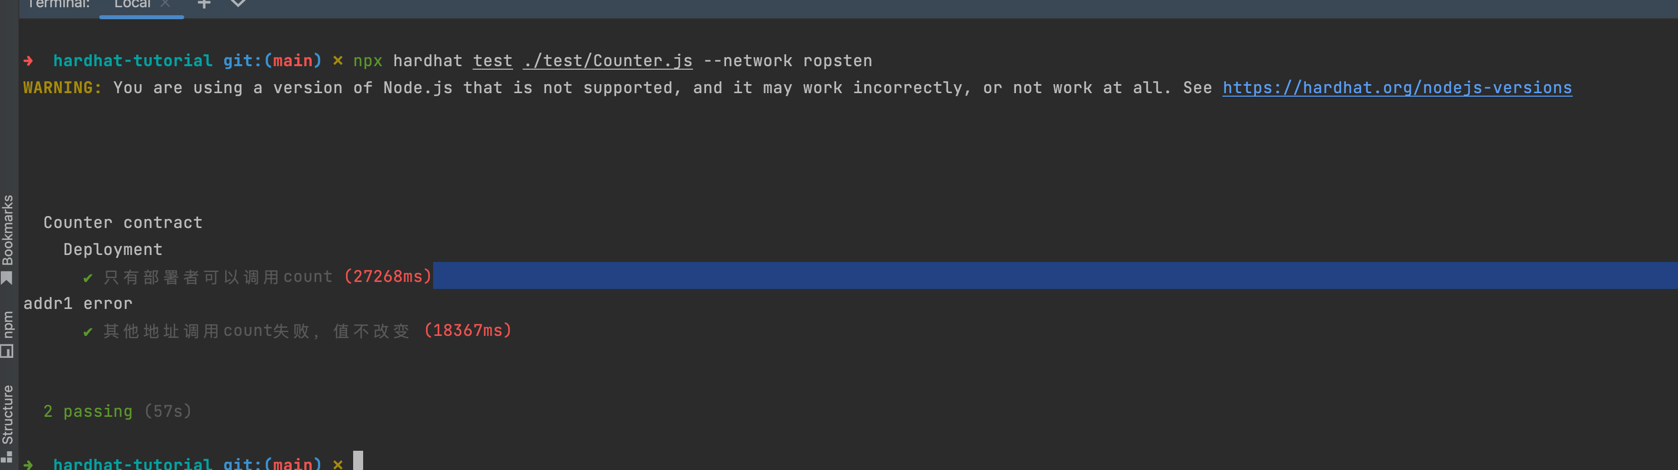 Terminal: Local × + 
→ hardhat-tutorial git:(main) × npx hardhat test ./test/Counter.js --network ropsten
WARNING: You are using a version of Node.js that is not supported, and it may work incorrectly, or not work at all. See https://hardhat.org/nodejs-versions
Counter contract
Deployment
✔ 只有部署者可以调用count (27268ms)
addr1 error
✔ 其他地址调用count失败，值不改变 (18367ms)
2 passing (57s)
→ hardhat-tutorial git:(main) ×
Bookmarks
npm
Structure